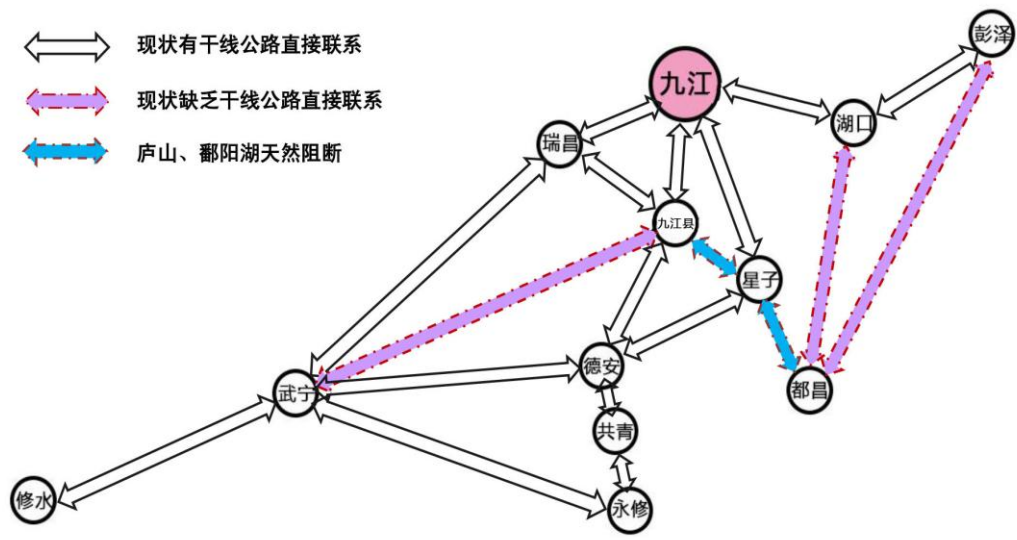 现状有干线公路直接联系
现状缺乏干线公路直接联系
庐山、鄱阳湖天然阻断
彭泽
九江
湖口
瑞昌
九江县
星子
德安
都昌
武宁
共青
修水
永修